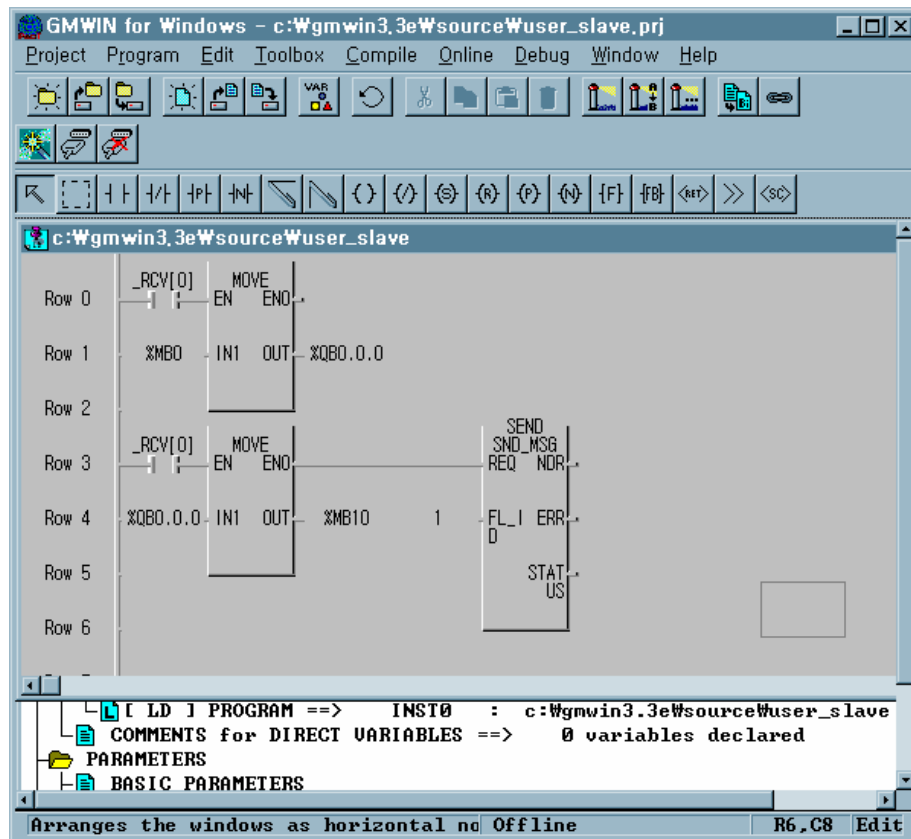 GMWIN for Windows - c:₩gmwin3.3e₩source₩user_slave.prj
Project Program Edit Toolbox Compile Online Debug Window Help
VAR
(S) (R) (P) (N) {F} {FB} <RET> >> <SC>
c:₩gmwin3.3e₩source₩user_slave
_RCV[0] MOVE
Row 0 EN ENO
Row 1 %MB0 IN1 OUT %QB0.0.0
Row 2
SEND
_RCV[0] MOVE SND_MSG
Row 3 EN ENO REQ NDR
Row 4 %QB0.0.0 IN1 OUT %MB10 1 FL_I ERR
D
Row 5 STAT
US
Row 6
[ LD ] PROGRAM ==> INST0 : c:₩gmwin3.3e₩source₩user_slave
COMMENTS for DIRECT VARIABLES ==> 0 variables declared
PARAMETERS
BASIC PARAMETERS
Arranges the windows as horizontal no Offline R6,C8 Edit